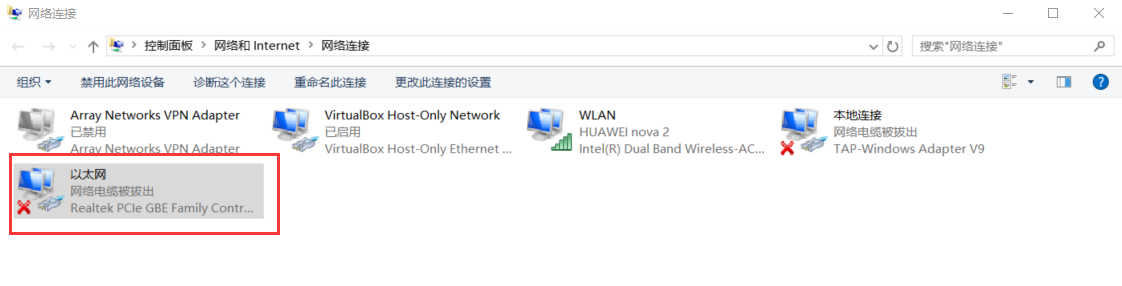 网络连接
控制面板 网络和 Internet 网络连接
搜索"网络连接"
组织 禁用此网络设备 诊断这个连接 重命名此连接 更改此连接的设置
Array Networks VPN Adapter
已禁用
Array Networks VPN Adapter
VirtualBox Host-Only Network
已启用
VirtualBox Host-Only Ethernet ...
WLAN
HUAWEI nova 2
Intel(R) Dual Band Wireless-AC...
本地连接
网络电缆被拔出
TAP-Windows Adapter V9
以太网
网络电缆被拔出
Realtek PCIe GBE Family Contr...